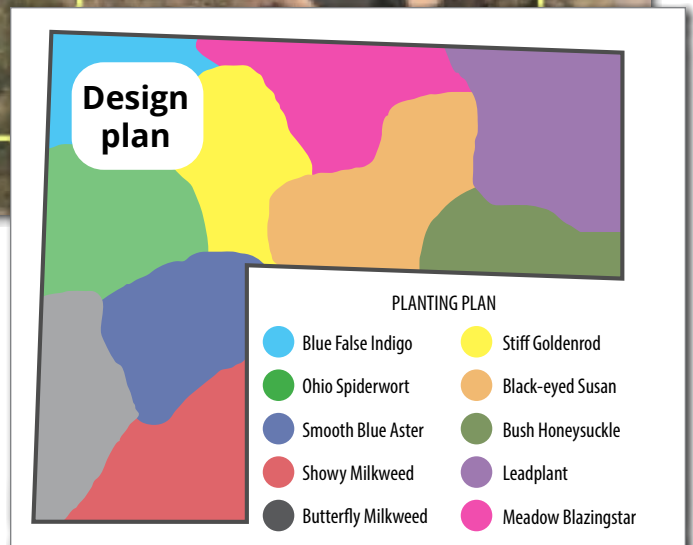 Design
plan
PLANTING PLAN
Blue False Indigo
Ohio Spiderwort
Smooth Blue Aster
Showy Milkweed
Butterfly Milkweed
Stiff Goldenrod
Black-eyed Susan
Bush Honeysuckle
Leadplant
Meadow Blazingstar